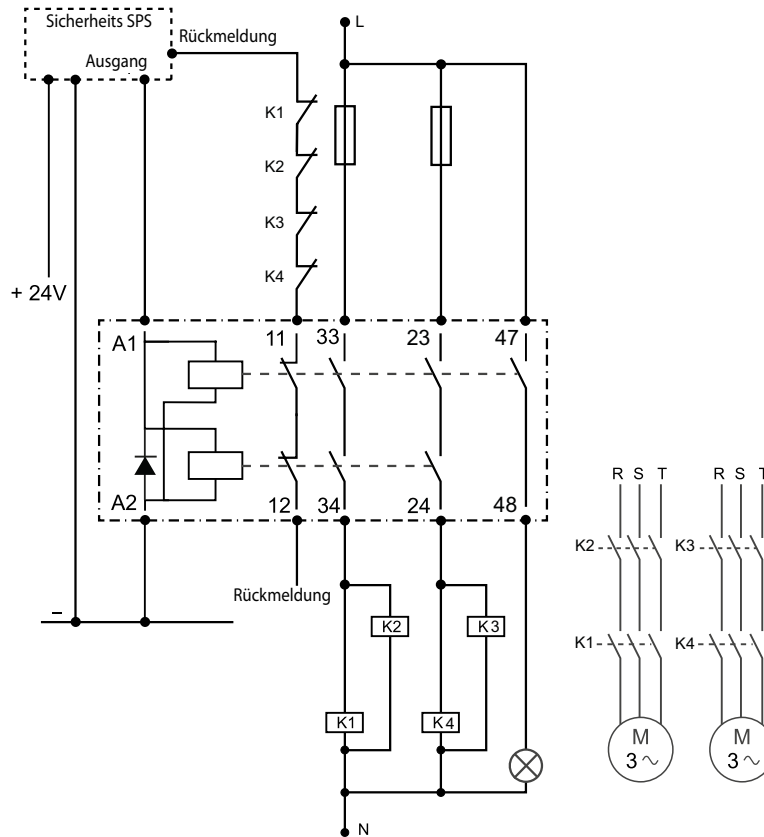 Sicherheits SPS
Rückmeldung
Ausgang
L
K1
K2
K3
K4
+ 24V
A1
11
33
23
47
A2
12
34
24
48
R S T
R S T
K2
K3
Rückmeldung
–
K2
K3
K1
K4
K1
K4
M
3 ~
M
3 ~
N